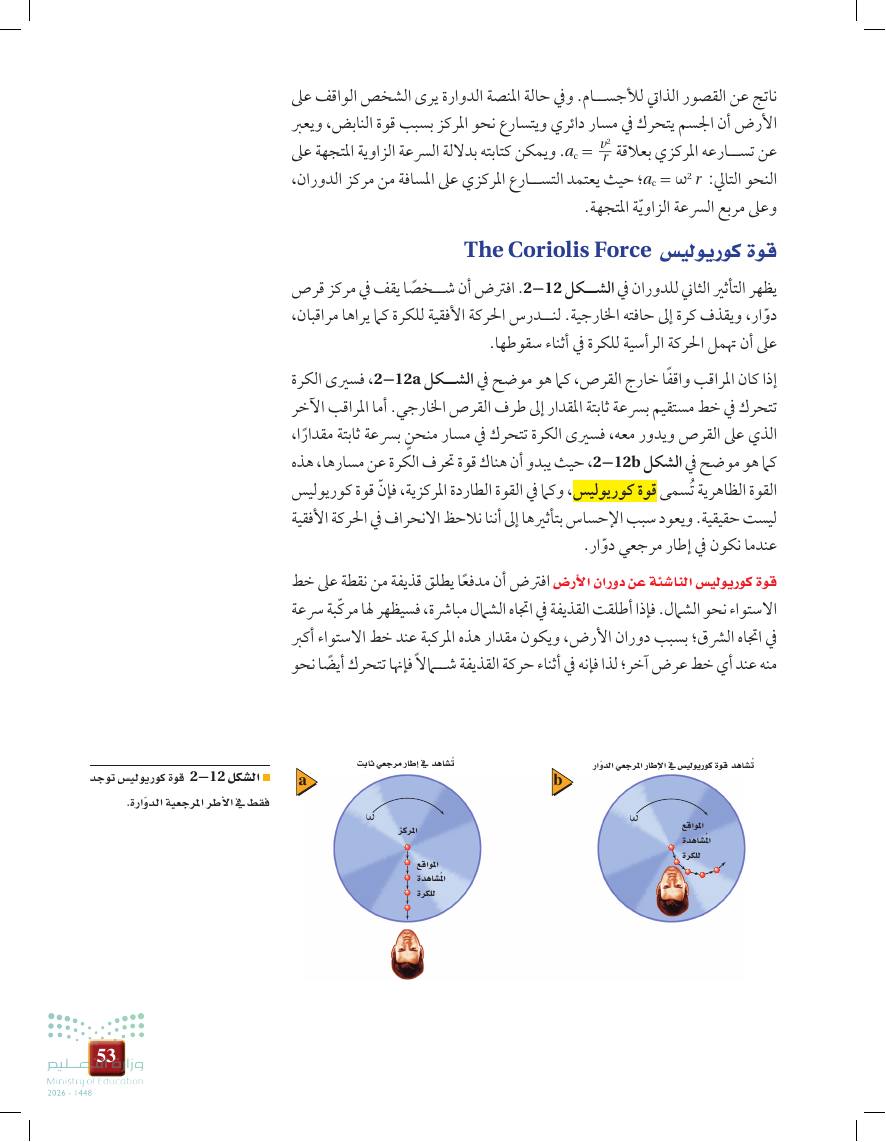 ناتج عن القصور الذاتي للأجســـام. وفي حالة المنصة الدوارة يرى الشخص الواقف على
الأرض أن الجسم يتحرك في مسار دائري ويتسارع نحو المركز بسبب قوة النابض، ويعبر
عن تســـارعه المركزي بعلاقة a_c = v²/r. ويمكن كتابته بدلالة السرعة الزاوية المتجهة على
النحو التالي: a_c = ω² r؛ حيث يعتمد التســـارع المركزي على المسافة من مركز الدوران،
وعلى مربع السرعة الزاويّة المتجهة.
قوة كوريوليس The Coriolis Force
يظهر التأثير الثاني للدوران في الشـــكل 12–2. افترض أن شـــخصًا يقف في مركز قرص
دوّار، ويقذف كرة إلى حافته الخارجية. لنـــدرس الحركة الأفقية للكرة كما يراها مراقبان،
على أن تهمل الحركة الرأسية للكرة في أثناء سقوطها.
إذا كان المراقب واقفًا خارج القرص، كما هو موضح في الشـــكل 2–12a، فسيرى الكرة
تتحرك في خط مستقيم بسرعة ثابتة المقدار إلى طرف القرص الخارجي. أما المراقب الآخر
الذي على القرص ويدور معه، فسيرى الكرة تتحرك في مسار منحنٍ بسرعة ثابتة مقدارًا،
كما هو موضح في الشكل 2–12b، حيث يبدو أن هناك قوة تحرف الكرة عن مسارها، هذه
القوة الظاهرية تُسمى قوة كوريوليس، وكما في القوة الطاردة المركزية، فإنّ قوة كوريوليس
ليست حقيقية. ويعود سبب الإحساس بتأثيرها إلى أننا نلاحظ الانحراف في الحركة الأفقية
عندما نكون في إطار مرجعي دوّار.
قوة كوريوليس الناشئة عن دوران الأرض افترض أن مدفعًا يطلق قذيفة من نقطة على خط
الاستواء نحو الشمال. فإذا أطلقت القذيفة في اتجاه الشمال مباشرة، فسيظهر لها مركّبة سرعة
في اتجاه الشرق؛ بسبب دوران الأرض، ويكون مقدار هذه المركبة عند خط الاستواء أكبر
منه عند أي خط عرض آخر؛ لذا فإنه في أثناء حركة القذيفة شـــمالاً فإنها تتحرك أيضًا نحو
تُشاهد قوة كوريوليس في الإطار المرجعي الدوّار
b
ω
المواقع
المُشاهدة
للكرة
تُشاهد في إطار مرجعي ثابت
a
ω
المركز
المواقع
المُشاهدة
للكرة
الشكل 12–2 قوة كوريوليس توجد
فقط في الأطر المرجعية الدوّارة.
53
وزارة التعليم
Ministry of Education
2026 - 1448